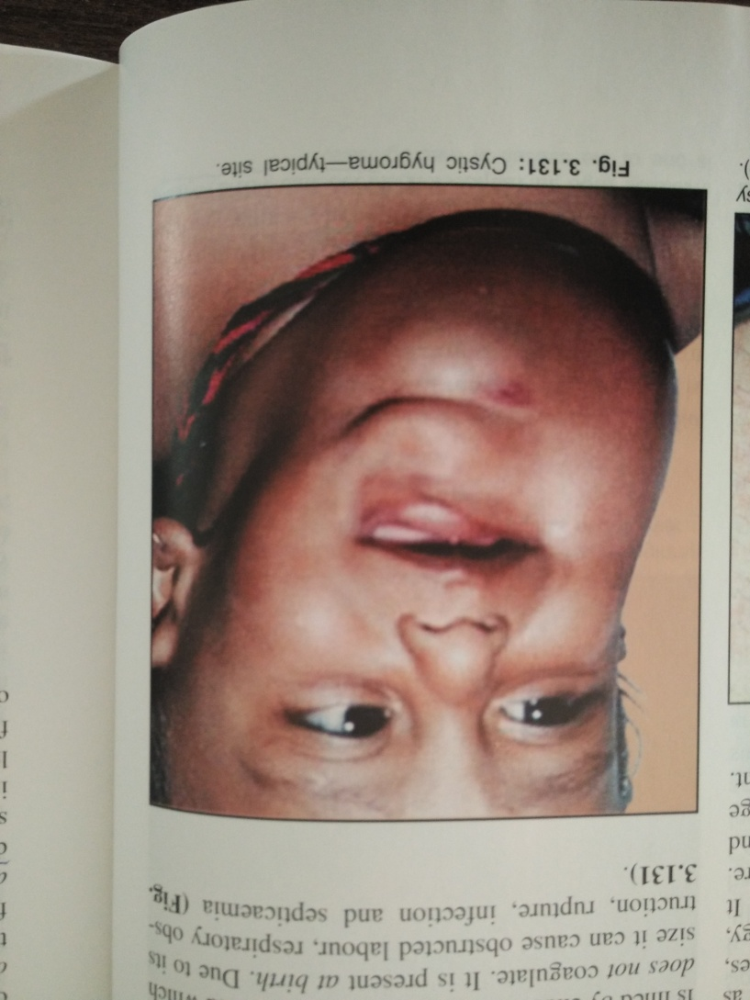 is lined by
which
does not coagulate. It is present at birth. Due to its
size it can cause obstructed labour, respiratory obs-
truction, rupture, infection and septicaemia (Fig.
3.131).
Fig. 3.131: Cystic hygroma—typical site.